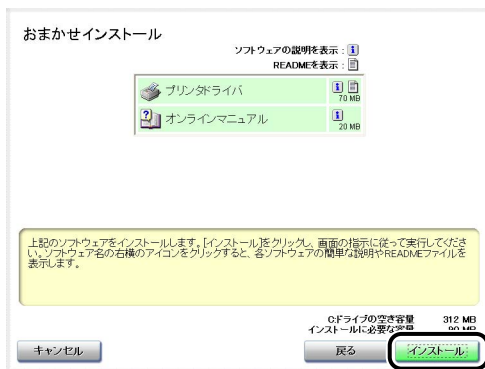 おまかせインストール
ソフトウェアの説明を表示 : i
READMEを表示 :
プリンタドライバ
70 MB
オンラインマニュアル
20 MB
上記のソフトウェアをインストールします。[インストール]をクリックし、画面の指示に従って実行してくださ
い。ソフトウェア名の右横のアイコンをクリックすると、各ソフトウェアの簡単な説明やREADMEファイルを
表示します。
C:ドライブの空き容量 312 MB
インストールに必要な容量 90 MB
キャンセル
戻る
インストール